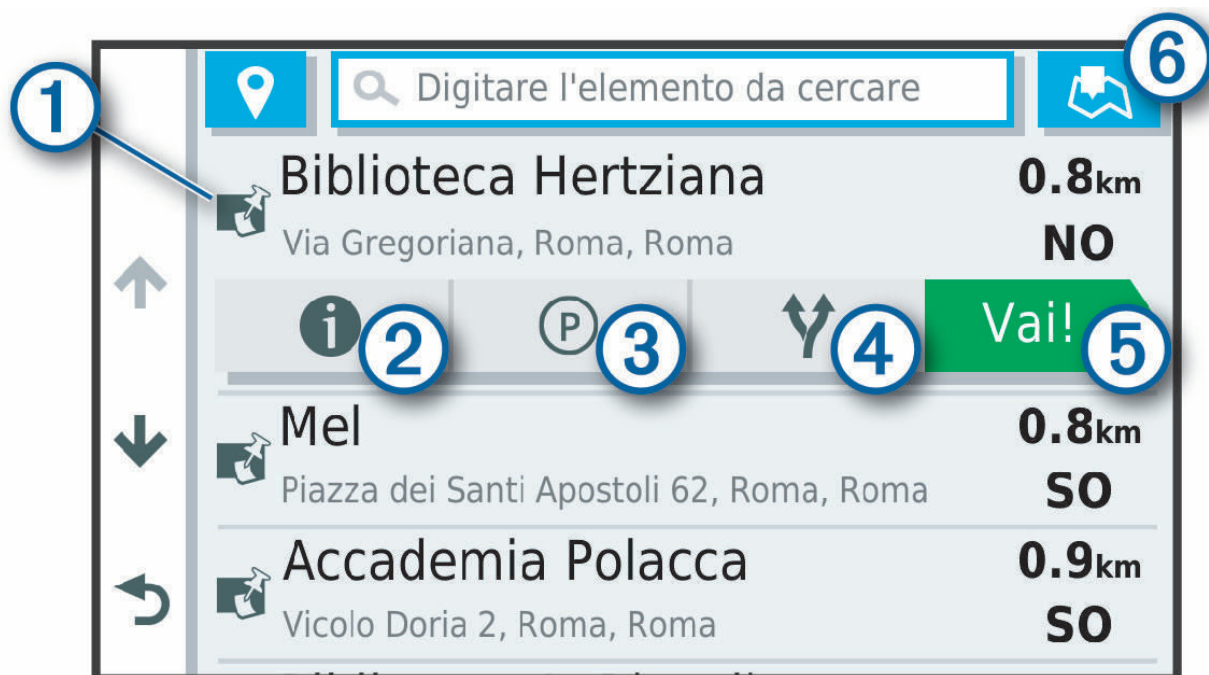 6
1
Digitare l'elemento da cercare
Biblioteca Hertziana 0.8km
Via Gregoriana, Roma, Roma NO
i 2 P 3 4 Vai! 5
Mel 0.8km
Piazza dei Santi Apostoli 62, Roma, Roma SO
Accademia Polacca 0.9km
Vicolo Doria 2, Roma, Roma SO